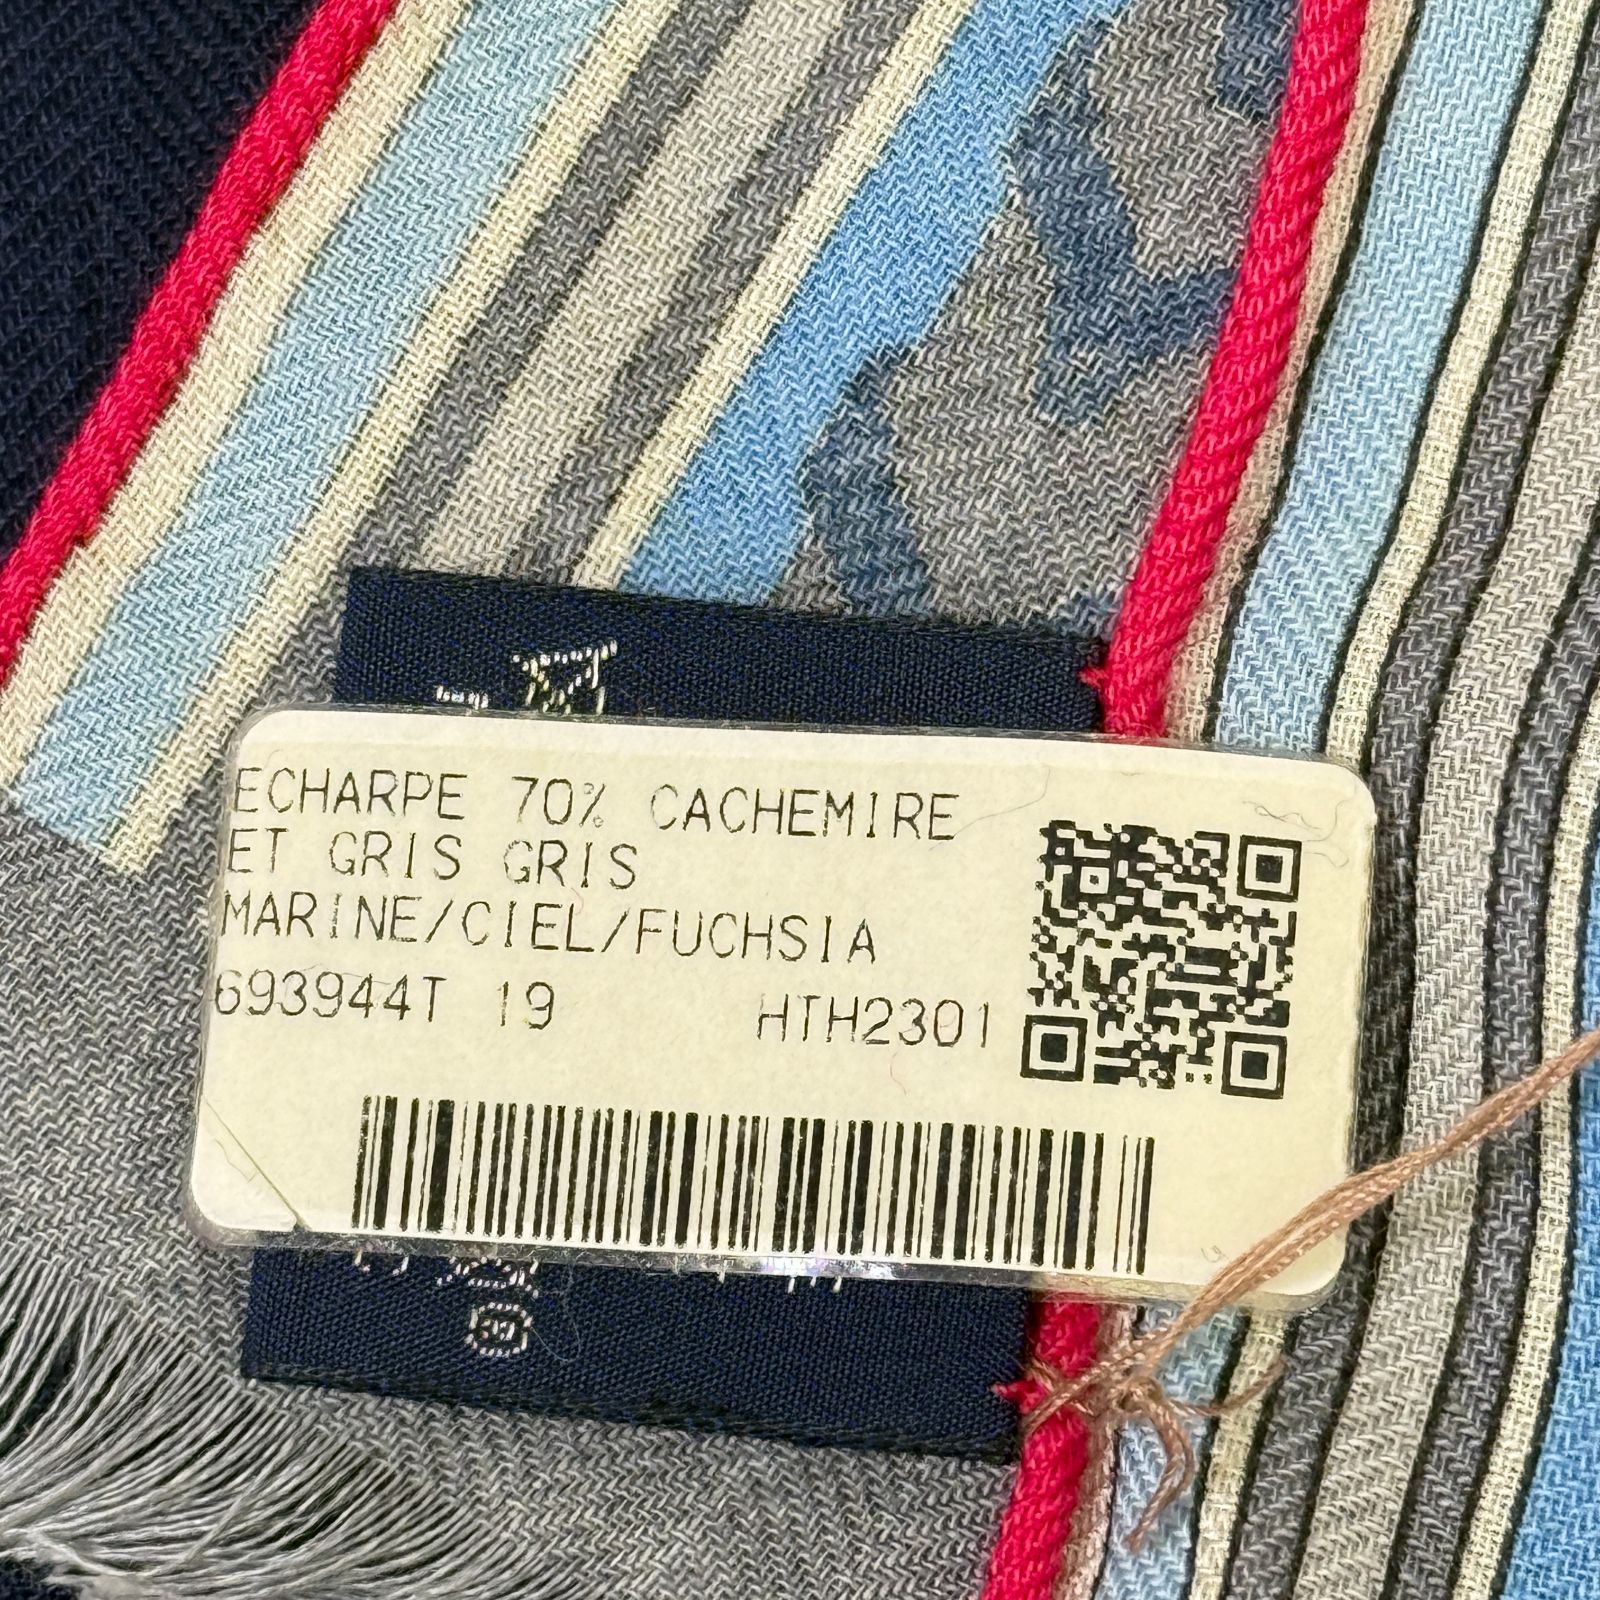 ECHARPE 70% CACHEMIRE
ET GRIS GRIS
MARINE/CIEL/FUCHSIA
693944T 19 HTH2301